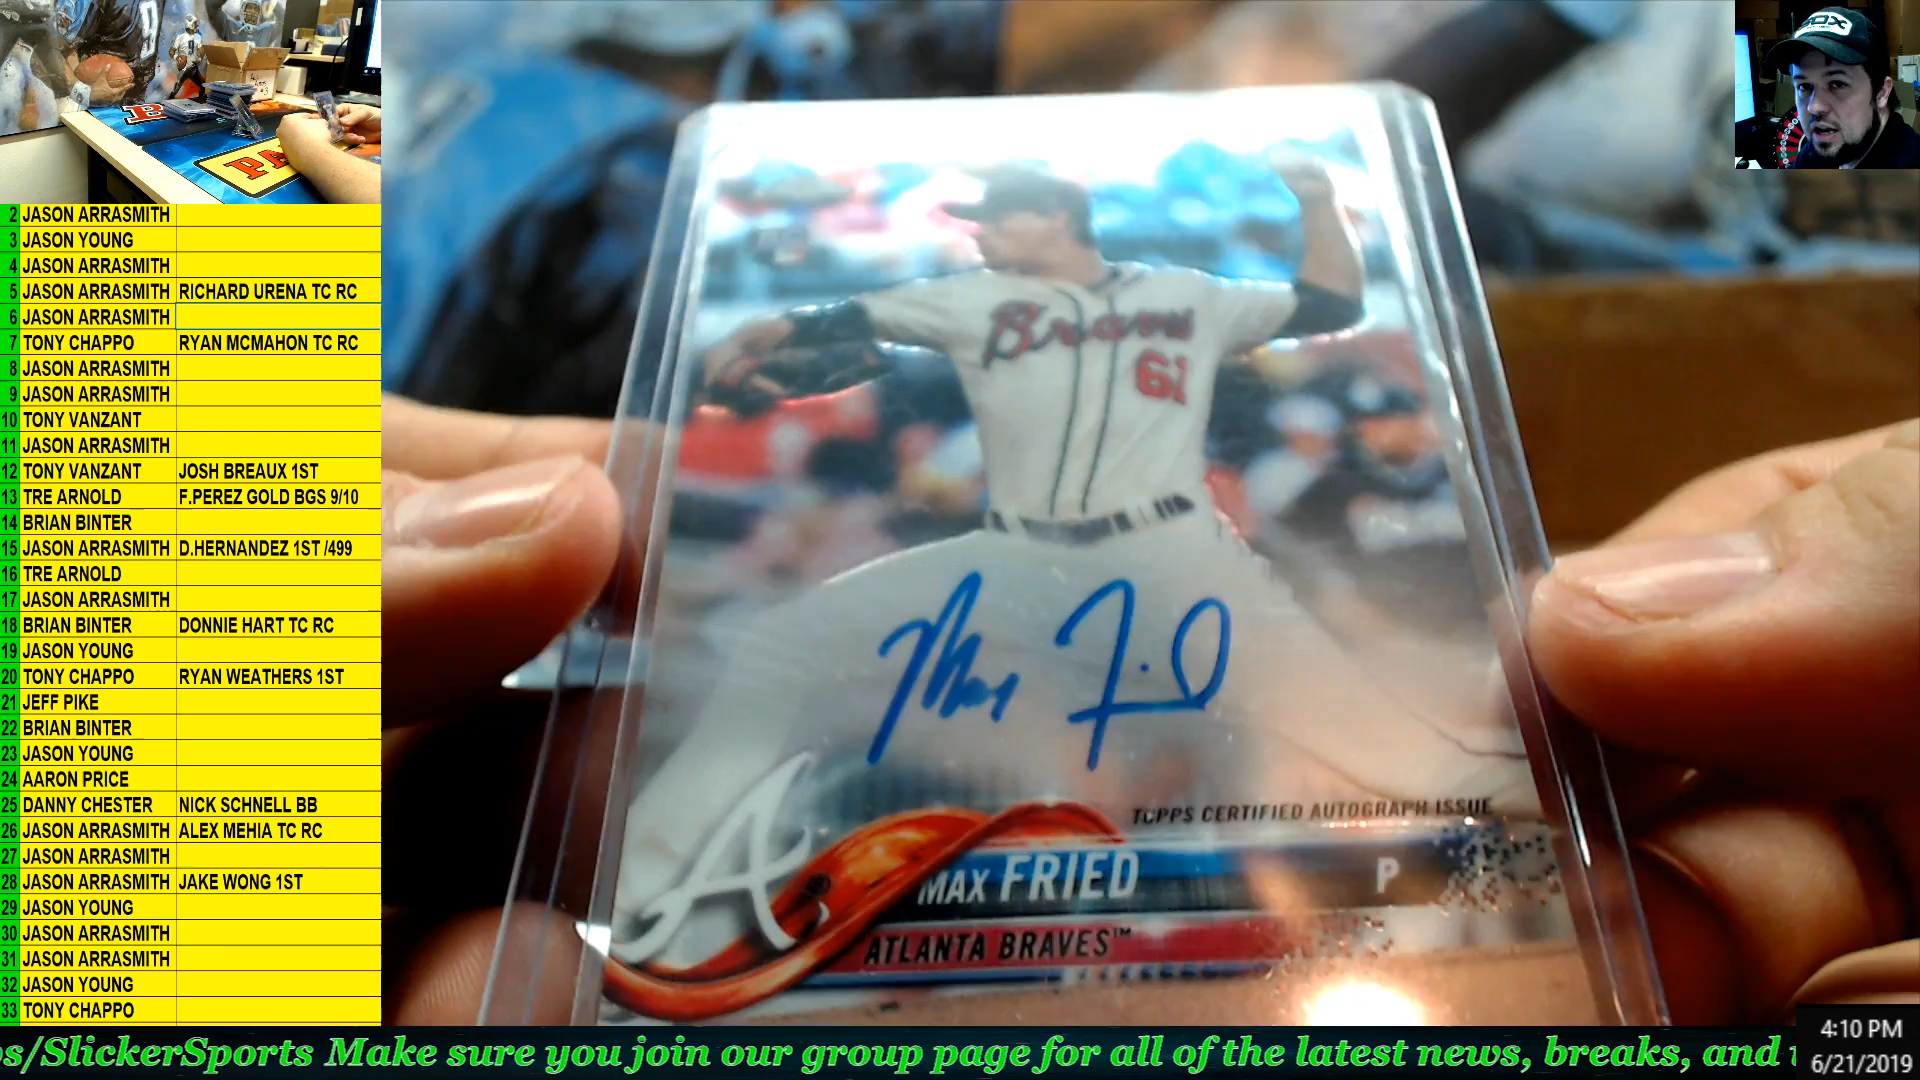 SOX
B
PA
2 JASON ARRASMITH
3 JASON YOUNG
4 JASON ARRASMITH
5 JASON ARRASMITH RICHARD URENA TC RC
6 JASON ARRASMITH
7 TONY CHAPPO RYAN MCMAHON TC RC
8 JASON ARRASMITH
9 JASON ARRASMITH
10 TONY VANZANT
11 JASON ARRASMITH
12 TONY VANZANT JOSH BREAUX 1ST
13 TRE ARNOLD F.PEREZ GOLD BGS 9/10
14 BRIAN BINTER
15 JASON ARRASMITH D.HERNANDEZ 1ST /499
16 TRE ARNOLD
17 JASON ARRASMITH
18 BRIAN BINTER DONNIE HART TC RC
19 JASON YOUNG
20 TONY CHAPPO RYAN WEATHERS 1ST
21 JEFF PIKE
22 BRIAN BINTER
23 JASON YOUNG
24 AARON PRICE
25 DANNY CHESTER NICK SCHNELL BB
26 JASON ARRASMITH ALEX MEHIA TC RC
27 JASON ARRASMITH
28 JASON ARRASMITH JAKE WONG 1ST
29 JASON YOUNG
30 JASON ARRASMITH
31 JASON ARRASMITH
32 JASON YOUNG
33 TONY CHAPPO
Braves
61
Max Fried
TOPPS CERTIFIED AUTOGRAPH ISSUE
A
MAX FRIED P
ATLANTA BRAVES™
os/SlickerSports Make sure you join our group page for all of the latest news, breaks, and
4:10 PM
6/21/2019